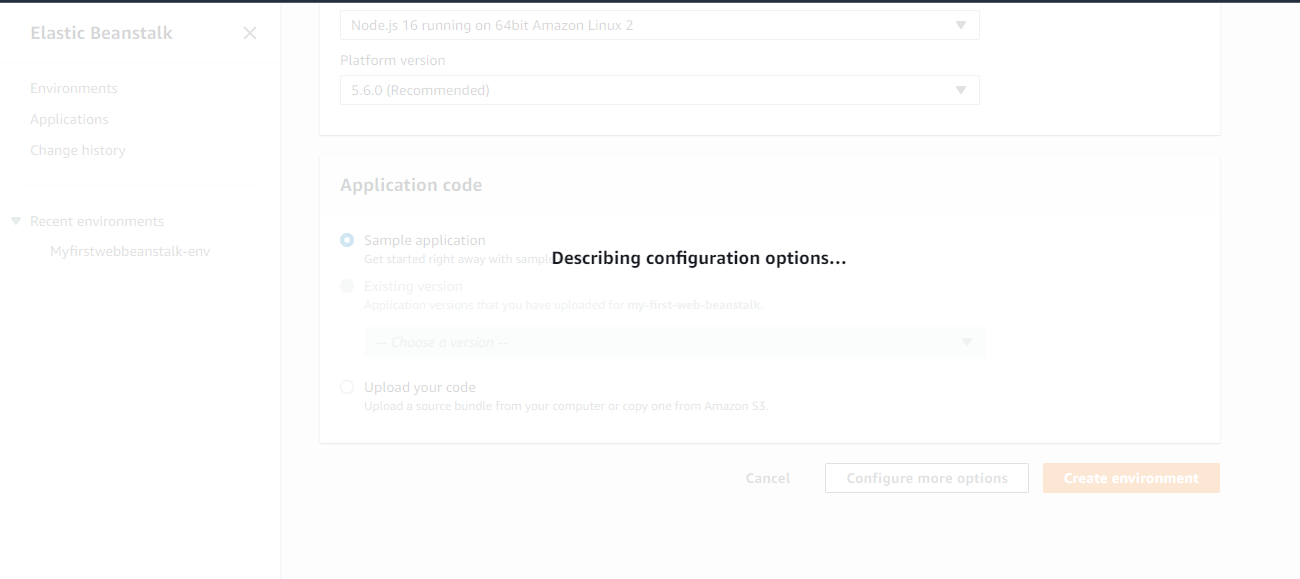 Elastic Beanstalk
Environments
Applications
Change history
Recent environments
Myfirstwebbeanstalk-env
Node.js 16 running on 64bit Amazon Linux 2
Platform version
5.6.0 (Recommended)
Application code
Sample application
Get started right away with sample
Describing configuration options...
Existing version
Application versions that you have uploaded for my-first-web-beanstalk.
-- Choose a version --
Upload your code
Upload a source bundle from your computer or copy one from Amazon S3.
Cancel
Configure more options
Create environment